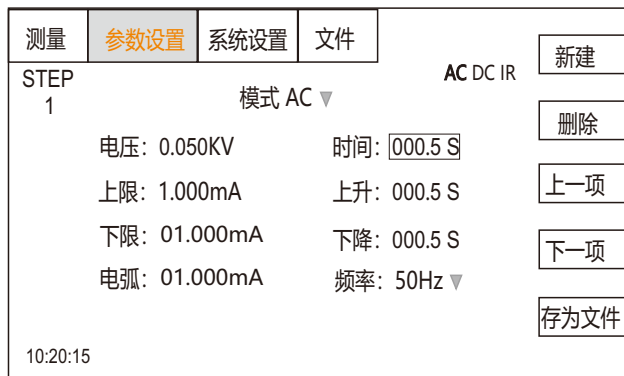 测量 参数设置 系统设置 文件
STEP
1
模式 AC ▼
AC DC IR
电压：0.050KV 时间：000.5 S
上限：1.000mA 上升：000.5 S
下限：01.000mA 下降：000.5 S
电弧：01.000mA 频率：50Hz ▼
10:20:15
新建
删除
上一项
下一项
存为文件